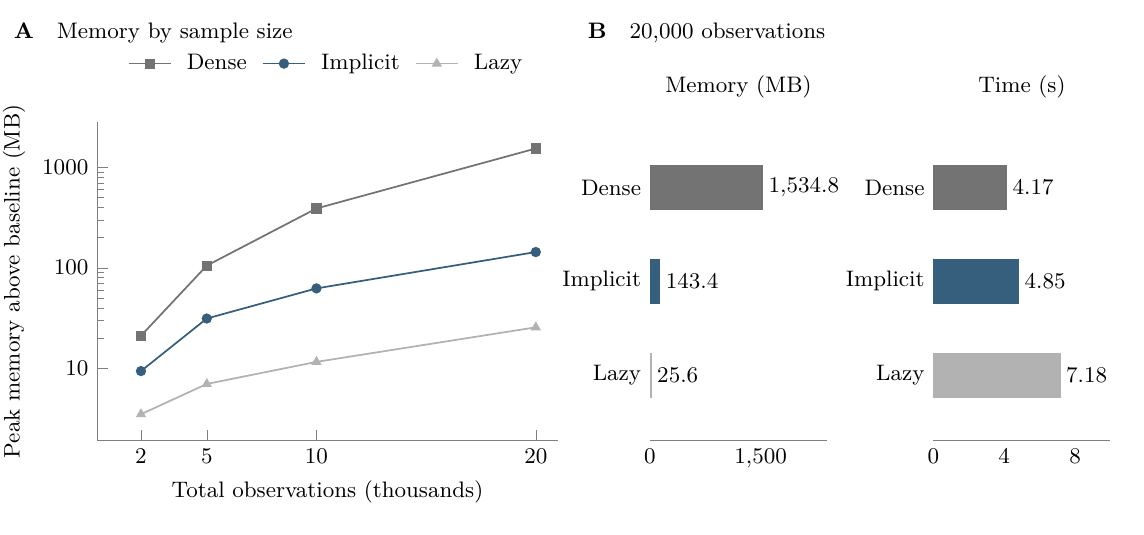 A Memory by sample size
Dense Implicit Lazy
Peak memory above baseline (MB)
1000
100
10
2 5 10 20
Total observations (thousands)
B 20,000 observations
Memory (MB)
Dense 1,534.8
Implicit 143.4
Lazy 25.6
0 1,500
Time (s)
Dense 4.17
Implicit 4.85
Lazy 7.18
0 4 8